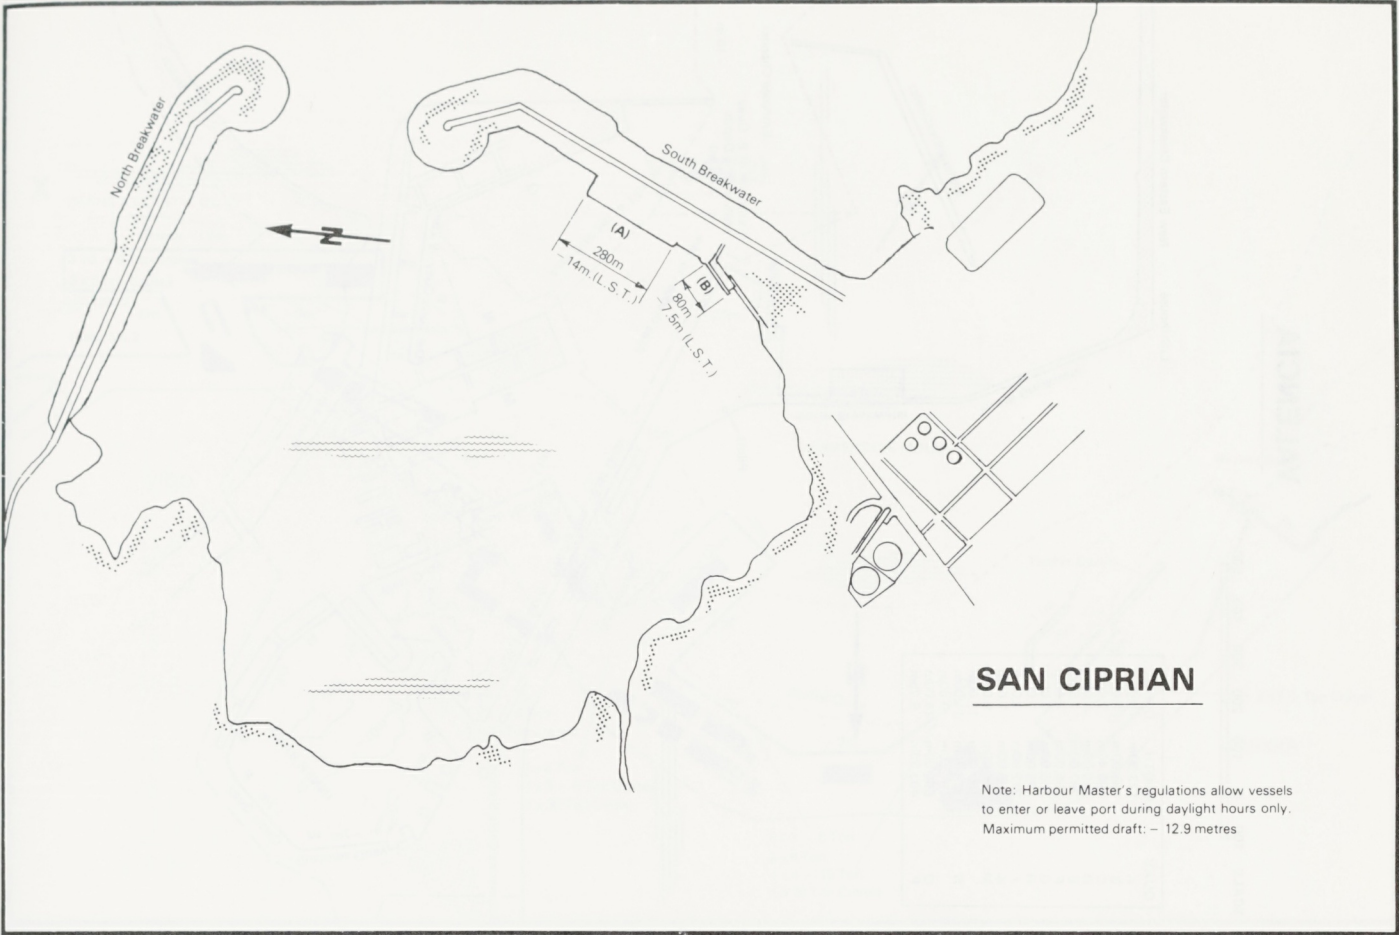 North Breakwater
South Breakwater
N
(A)
280m
- 14m.(L.S.T.)
(B)
80m
-7.5m (L.S.T.)
SAN CIPRIAN
Note: Harbour Master's regulations allow vessels
to enter or leave port during daylight hours only.
Maximum permitted draft: – 12.9 metres